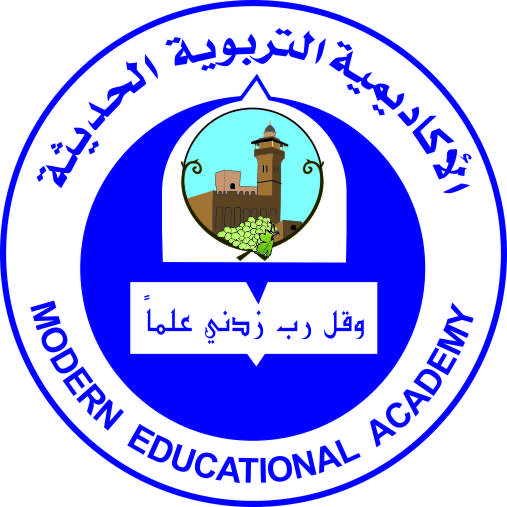 الأكاديمية التربوية الحديثة
وقل رب زدني علماً
MODERN EDUCATIONAL ACADEMY